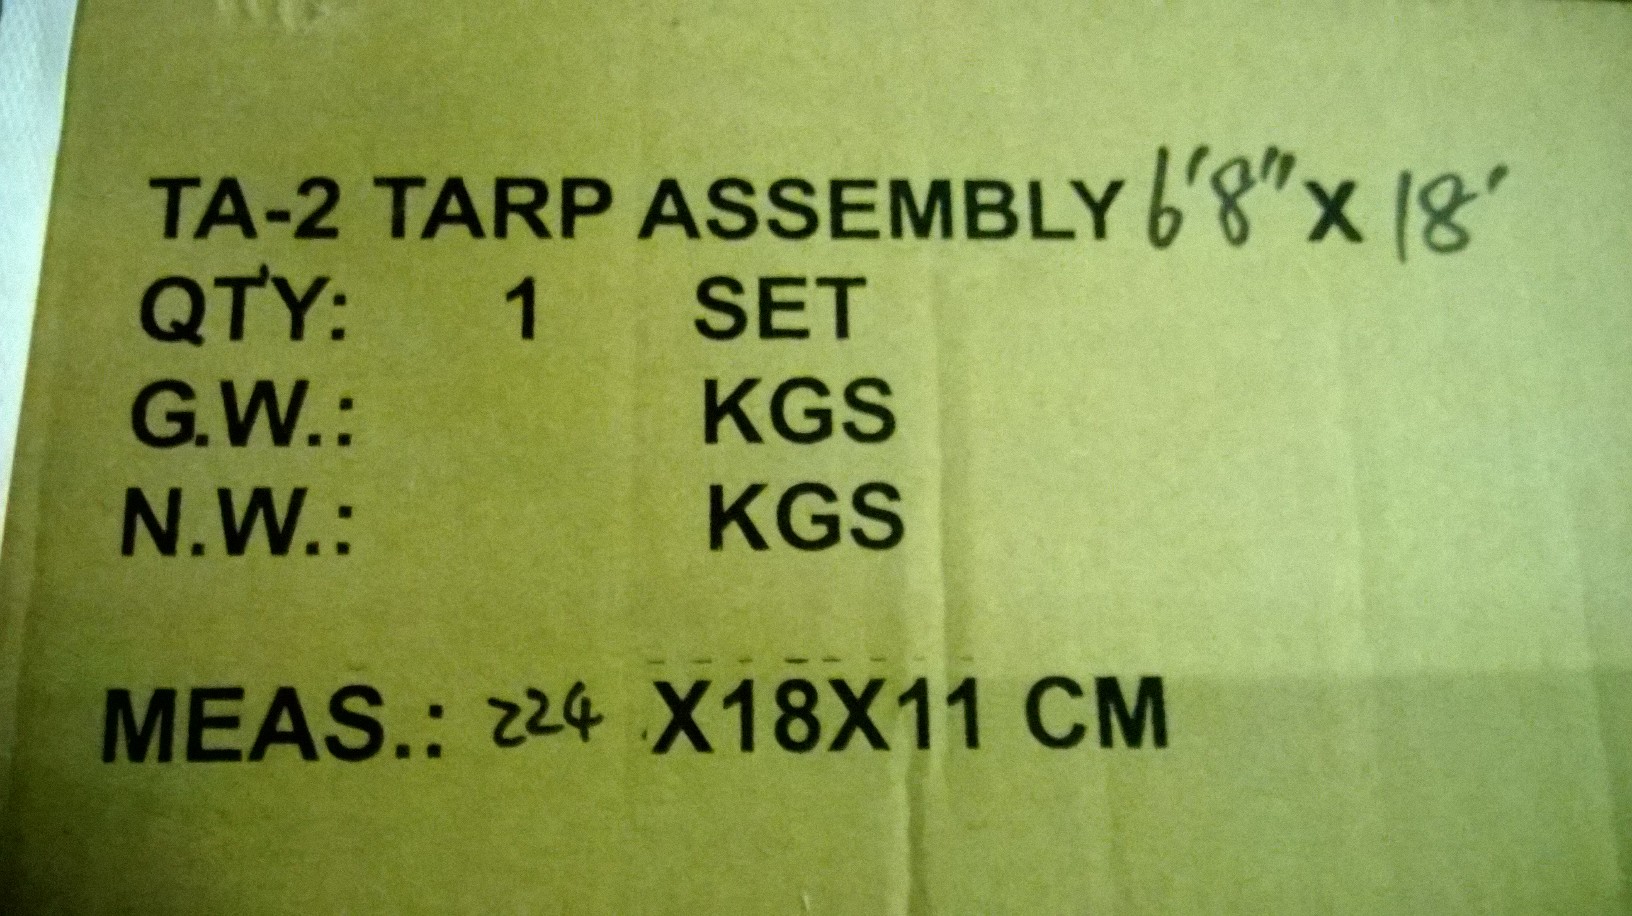 TA-2 TARP ASSEMBLY 6'8" X 18'
QTY: 1 SET
G.W.: KGS
N.W.: KGS
MEAS.: 224 X18X11 CM